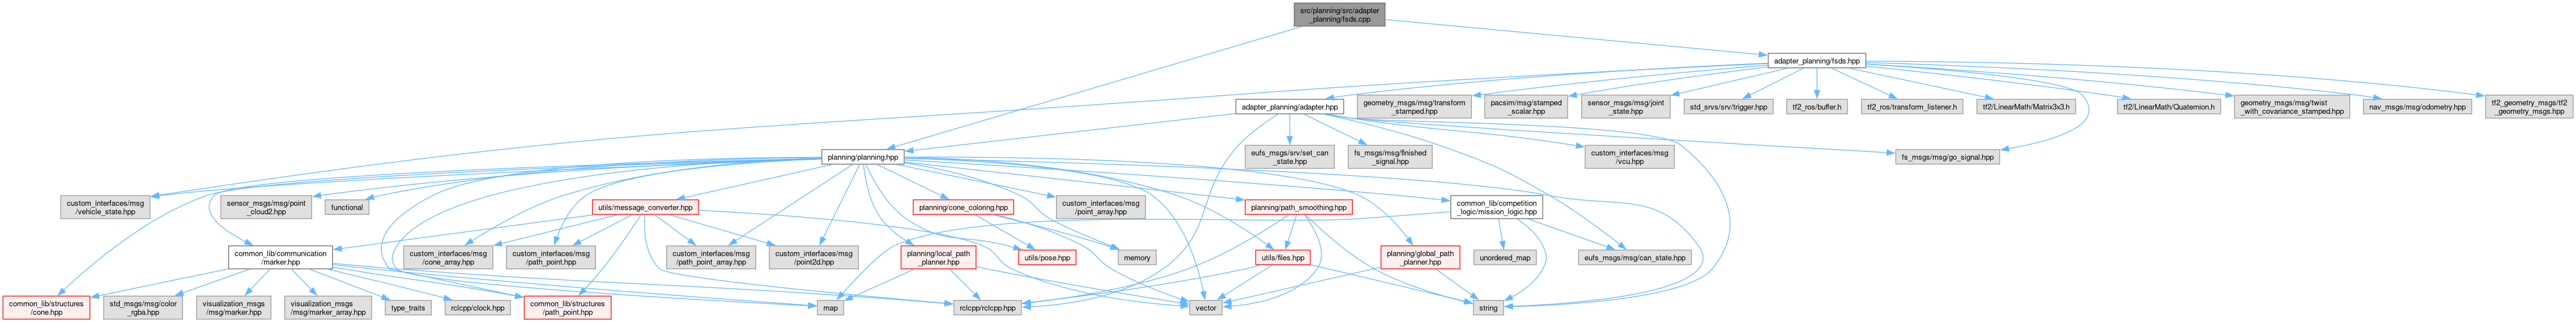 src/planning/src/adapter
_planning/fsds.cpp
adapter_planning/fsds.hpp
adapter_planning/adapter.hpp
geometry_msgs/msg/transform
_stamped.hpp
pacsim/msg/stamped
_scalar.hpp
sensor_msgs/msg/joint
_state.hpp
std_srvs/srv/trigger.hpp
tf2_ros/buffer.h
tf2_ros/transform_listener.h
tf2/LinearMath/Matrix3x3.h
tf2/LinearMath/Quaternion.h
geometry_msgs/msg/twist
_with_covariance_stamped.hpp
nav_msgs/msg/odometry.hpp
tf2_geometry_msgs/tf2
_geometry_msgs.hpp
planning/planning.hpp
eufs_msgs/srv/set_can
_state.hpp
fs_msgs/msg/finished
_signal.hpp
custom_interfaces/msg
/vcu.hpp
fs_msgs/msg/go_signal.hpp
custom_interfaces/msg
/vehicle_state.hpp
sensor_msgs/msg/point
_cloud2.hpp
functional
utils/message_converter.hpp
planning/cone_coloring.hpp
custom_interfaces/msg
/point_array.hpp
planning/path_smoothing.hpp
common_lib/competition
_logic/mission_logic.hpp
common_lib/communication
/marker.hpp
custom_interfaces/msg
/cone_array.hpp
custom_interfaces/msg
/path_point.hpp
custom_interfaces/msg
/path_point_array.hpp
custom_interfaces/msg
/point2d.hpp
planning/local_path
_planner.hpp
utils/pose.hpp
memory
utils/files.hpp
planning/global_path
_planner.hpp
unordered_map
eufs_msgs/msg/can_state.hpp
common_lib/structures
/cone.hpp
std_msgs/msg/color
_rgba.hpp
visualization_msgs
/msg/marker.hpp
visualization_msgs
/msg/marker_array.hpp
type_traits
rclcpp/clock.hpp
common_lib/structures
/path_point.hpp
map
rclcpp/rclcpp.hpp
vector
string